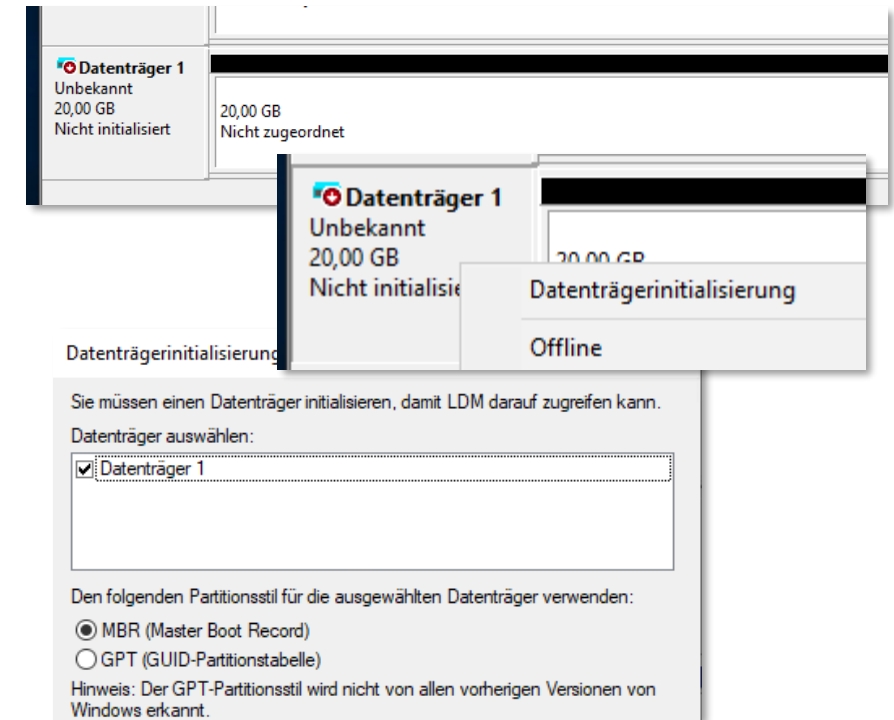 Datenträger 1
Unbekannt
20,00 GB
Nicht initialisiert
20,00 GB
Nicht zugeordnet
Datenträger 1
Unbekannt
20,00 GB
Nicht initialisie
20,00 GB
Datenträgerinitialisierung
Offline
Datenträgerinitialisierung
Sie müssen einen Datenträger initialisieren, damit LDM darauf zugreifen kann.
Datenträger auswählen:
Datenträger 1
Den folgenden Partitionsstil für die ausgewählten Datenträger verwenden:
MBR (Master Boot Record)
GPT (GUID-Partitionstabelle)
Hinweis: Der GPT-Partitionsstil wird nicht von allen vorherigen Versionen von
Windows erkannt.